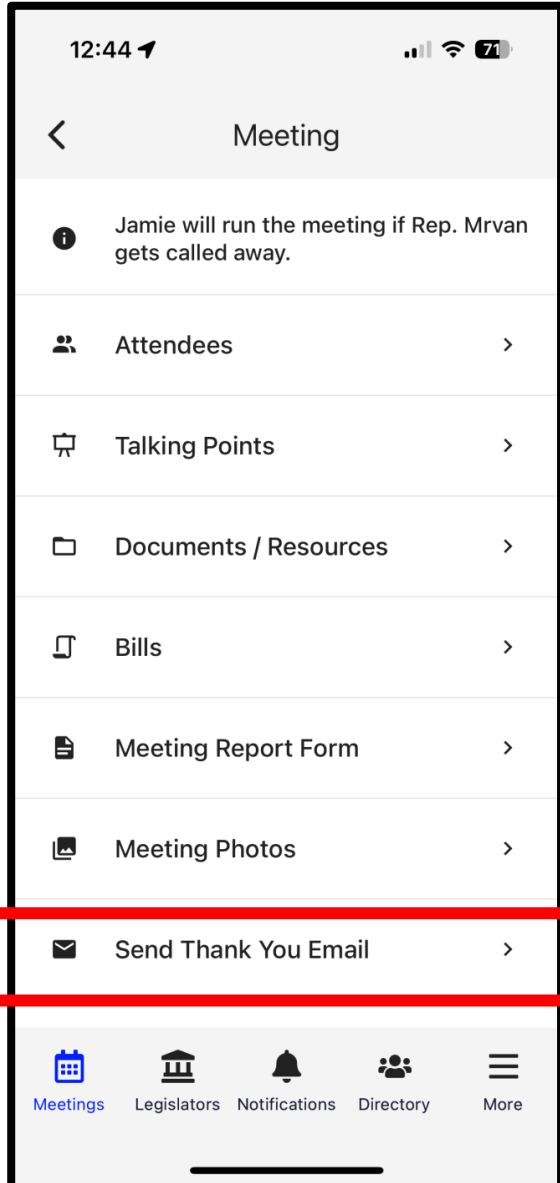 12:44
71
Meeting
Jamie will run the meeting if Rep. Mrvan
gets called away.
Attendees
Talking Points
Documents / Resources
Bills
Meeting Report Form
Meeting Photos
Send Thank You Email
Meetings Legislators Notifications Directory More